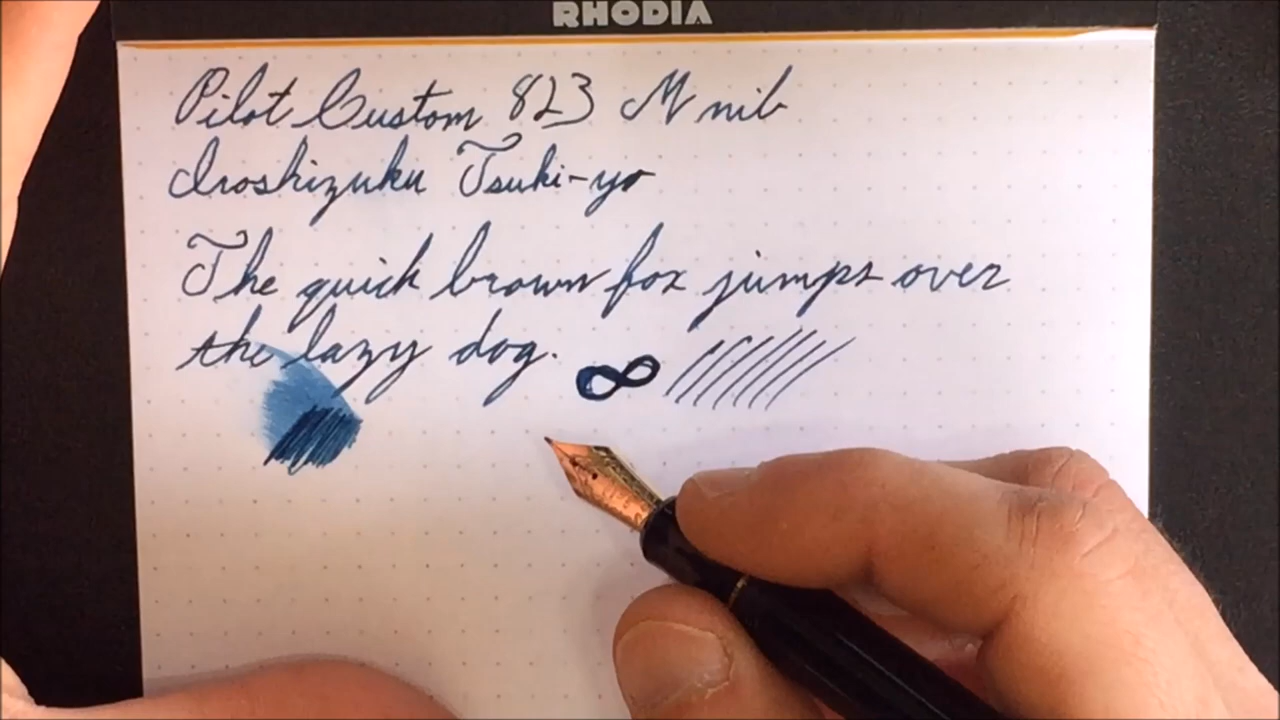 RHODIA
Pilot Custom 823 M nib
Iroshizuku Tsuki-yo
The quick brown fox jumps over
the lazy dog.
∞